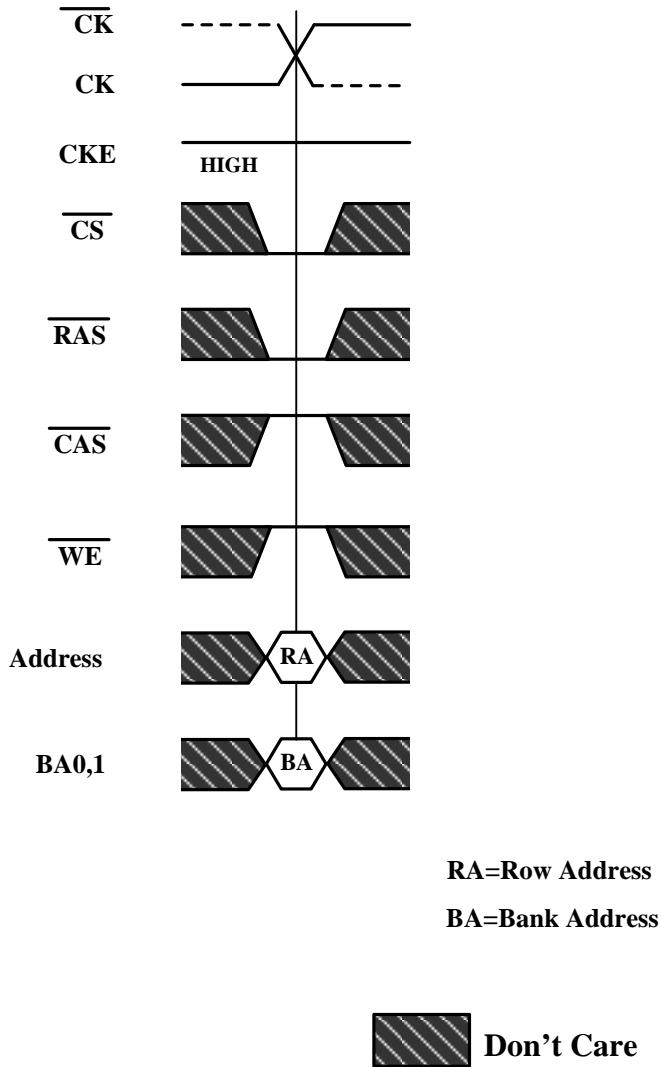 CK
CK
CKE
HIGH
CS
RAS
CAS
WE
Address
RA
BA0,1
BA
RA=Row Address
BA=Bank Address
Don't Care